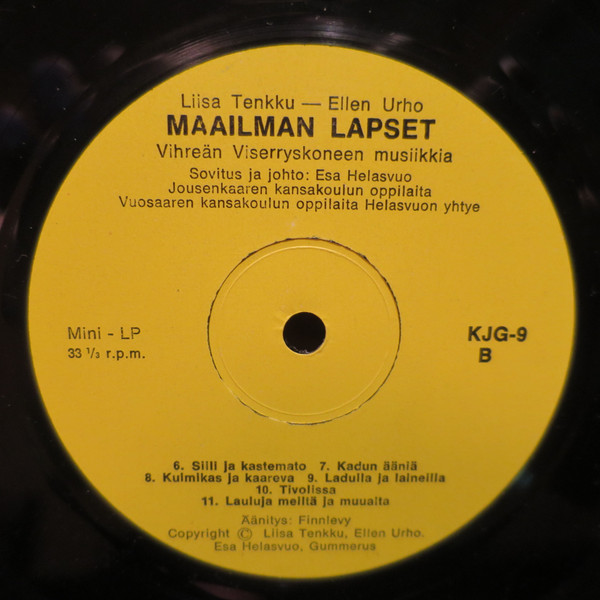 Liisa Tenkku — Ellen Urho
MAAILMAN LAPSET
Vihreän Viserryskoneen musiikkia
Sovitus ja johto: Esa Helasvuo
Jousenkaaren kansakoulun oppilaita
Vuosaaren kansakoulun oppilaita Helasvuon yhtye
Mini - LP
33 ⅓ r.p.m.
KJG-9
B
6. Siili ja kastemato 7. Kadun ääniä
8. Kulmikas ja kaareva 9. Ladulla ja laineilla
10. Tivolissa
11. Lauluja meiltä ja muualta
Äänitys: Finnlevy
Copyright © Liisa Tenkku, Ellen Urho.
Esa Helasvuo, Gummerus